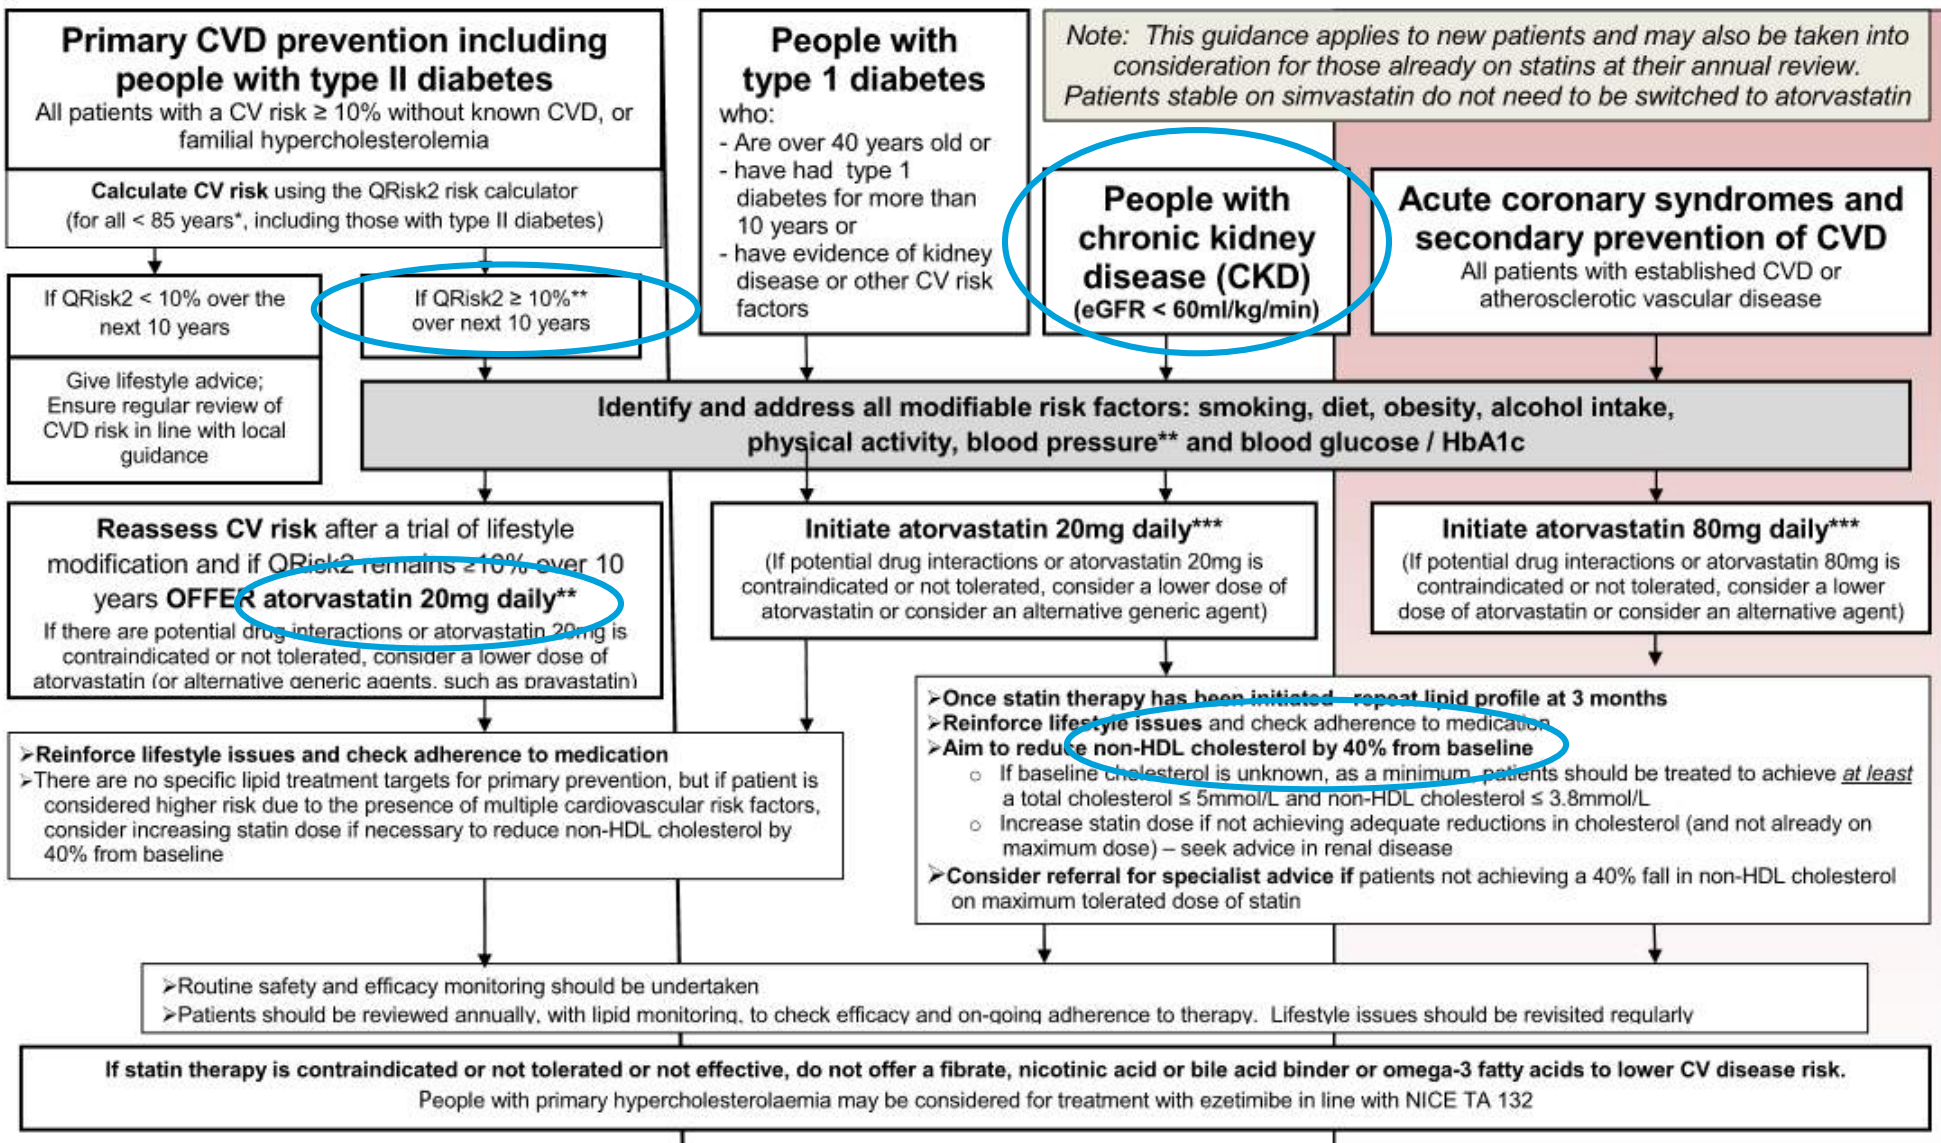 Primary CVD prevention including
people with type II diabetes
All patients with a CV risk ≥ 10% without known CVD, or
familial hypercholesterolemia
Calculate CV risk using the QRisk2 risk calculator
(for all < 85 years*, including those with type II diabetes)
If QRisk2 < 10% over the
next 10 years
Give lifestyle advice;
Ensure regular review of
CVD risk in line with local
guidance
If QRisk2 ≥ 10%**
over next 10 years
People with
type 1 diabetes
who:
- Are over 40 years old or
- have had type 1
diabetes for more than
10 years or
- have evidence of kidney
disease or other CV risk
factors
Note: This guidance applies to new patients and may also be taken into
consideration for those already on statins at their annual review.
Patients stable on simvastatin do not need to be switched to atorvastatin
People with
chronic kidney
disease (CKD)
(eGFR < 60ml/kg/min)
Acute coronary syndromes and
secondary prevention of CVD
All patients with established CVD or
atherosclerotic vascular disease
Identify and address all modifiable risk factors: smoking, diet, obesity, alcohol intake,
physical activity, blood pressure** and blood glucose / HbA1c
Reassess CV risk after a trial of lifestyle
modification and if QRisk2 remains ≥10% over 10
years OFFER atorvastatin 20mg daily**
If there are potential drug interactions or atorvastatin 20mg is
contraindicated or not tolerated, consider a lower dose of
atorvastatin (or alternative generic agents, such as pravastatin)
Initiate atorvastatin 20mg daily***
(If potential drug interactions or atorvastatin 20mg is
contraindicated or not tolerated, consider a lower dose of
atorvastatin or consider an alternative generic agent)
Initiate atorvastatin 80mg daily***
(If potential drug interactions or atorvastatin 80mg is
contraindicated or not tolerated, consider a lower
dose of atorvastatin or consider an alternative agent)
➢Reinforce lifestyle issues and check adherence to medication
➢There are no specific lipid treatment targets for primary prevention, but if patient is
considered higher risk due to the presence of multiple cardiovascular risk factors,
consider increasing statin dose if necessary to reduce non-HDL cholesterol by
40% from baseline
➢Once statin therapy has been initiated - repeat lipid profile at 3 months
➢Reinforce lifestyle issues and check adherence to medication
➢Aim to reduce non-HDL cholesterol by 40% from baseline
o If baseline cholesterol is unknown, as a minimum, patients should be treated to achieve at least
a total cholesterol ≤ 5mmol/L and non-HDL cholesterol ≤ 3.8mmol/L
o Increase statin dose if not achieving adequate reductions in cholesterol (and not already on
maximum dose) – seek advice in renal disease
➢Consider referral for specialist advice if patients not achieving a 40% fall in non-HDL cholesterol
on maximum tolerated dose of statin
➢Routine safety and efficacy monitoring should be undertaken
➢Patients should be reviewed annually, with lipid monitoring, to check efficacy and on-going adherence to therapy. Lifestyle issues should be revisited regularly
If statin therapy is contraindicated or not tolerated or not effective, do not offer a fibrate, nicotinic acid or bile acid binder or omega-3 fatty acids to lower CV disease risk.
People with primary hypercholesterolaemia may be considered for treatment with ezetimibe in line with NICE TA 132